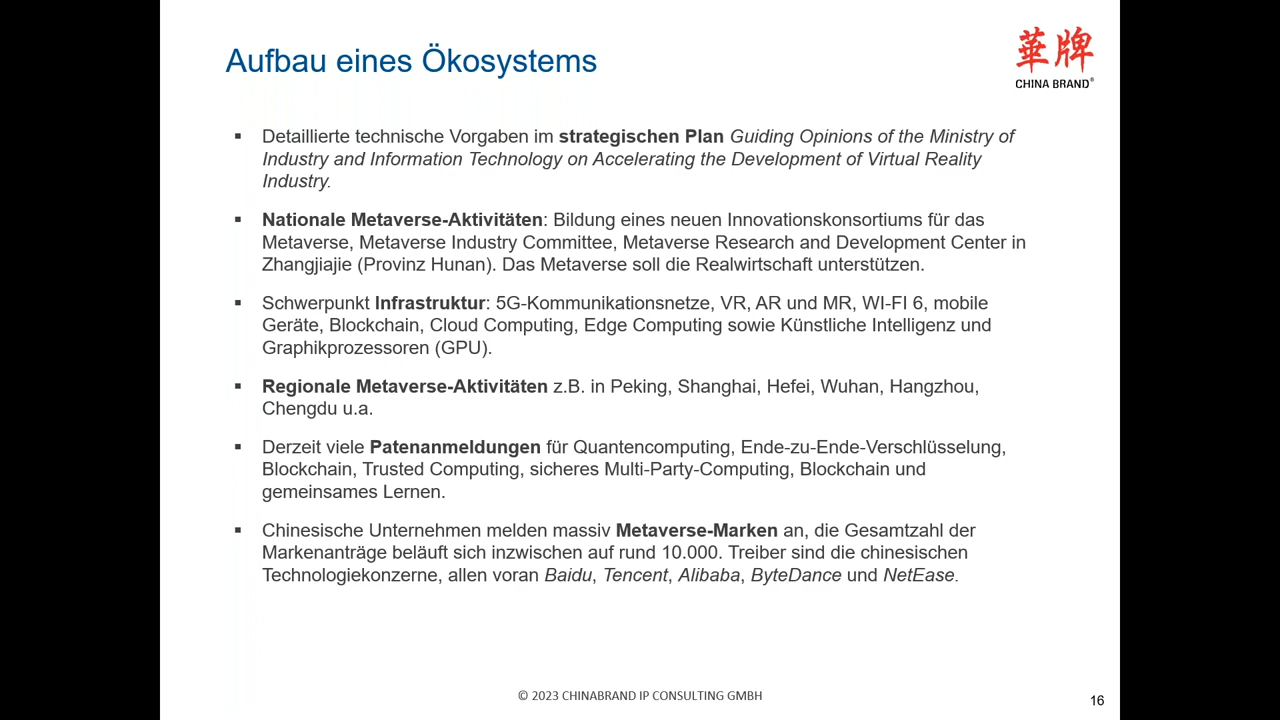 Aufbau eines Ökosystems
華牌
CHINA BRAND®
▪ Detaillierte technische Vorgaben im strategischen Plan Guiding Opinions of the Ministry of
Industry and Information Technology on Accelerating the Development of Virtual Reality
Industry.
▪ Nationale Metaverse-Aktivitäten: Bildung eines neuen Innovationskonsortiums für das
Metaverse, Metaverse Industry Committee, Metaverse Research and Development Center in
Zhangjiajie (Provinz Hunan). Das Metaverse soll die Realwirtschaft unterstützen.
▪ Schwerpunkt Infrastruktur: 5G-Kommunikationsnetze, VR, AR und MR, WI-FI 6, mobile
Geräte, Blockchain, Cloud Computing, Edge Computing sowie Künstliche Intelligenz und
Graphikprozessoren (GPU).
▪ Regionale Metaverse-Aktivitäten z.B. in Peking, Shanghai, Hefei, Wuhan, Hangzhou,
Chengdu u.a.
▪ Derzeit viele Patenanmeldungen für Quantencomputing, Ende-zu-Ende-Verschlüsselung,
Blockchain, Trusted Computing, sicheres Multi-Party-Computing, Blockchain und
gemeinsames Lernen.
▪ Chinesische Unternehmen melden massiv Metaverse-Marken an, die Gesamtzahl der
Markenanträge beläuft sich inzwischen auf rund 10.000. Treiber sind die chinesischen
Technologiekonzerne, allen voran Baidu, Tencent, Alibaba, ByteDance und NetEase.
© 2023 CHINABRAND IP CONSULTING GMBH
16